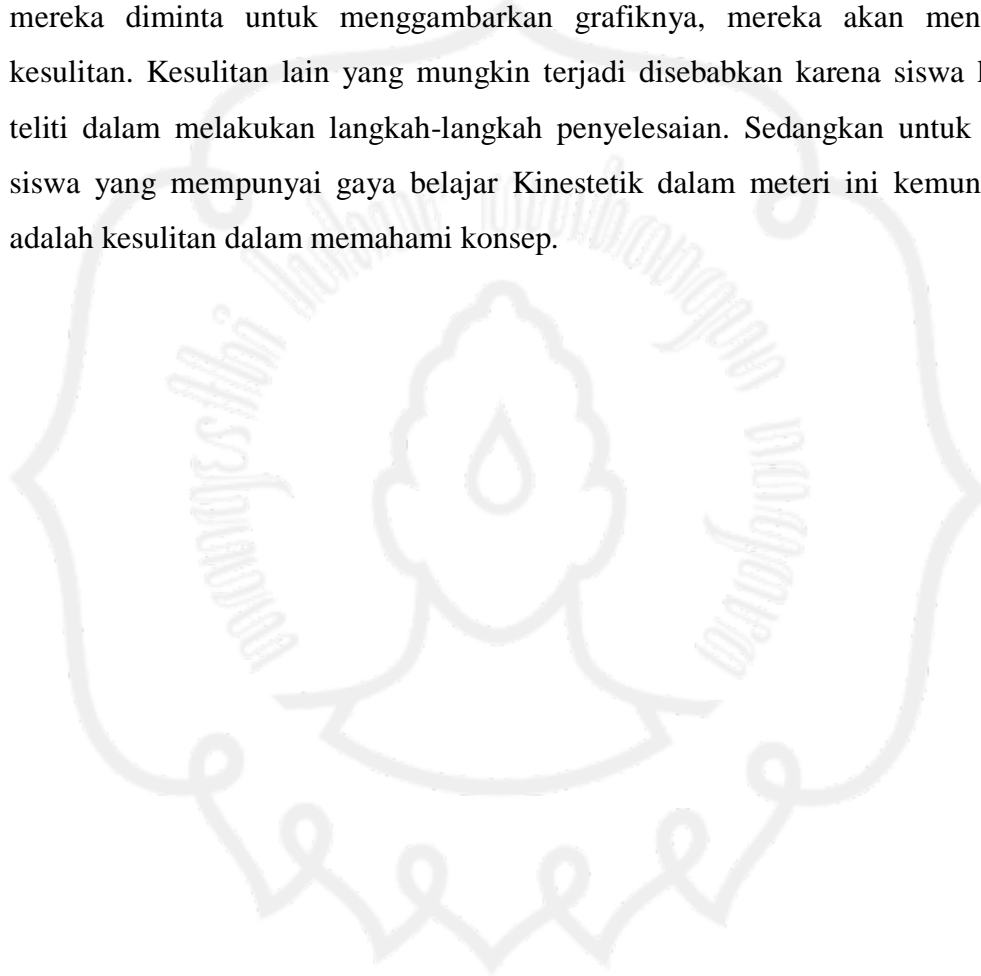 mereka diminta untuk menggambarkan grafiknya, mereka akan men
kesulitan. Kesulitan lain yang mungkin terjadi disebabkan karena siswa
teliti dalam melakukan langkah-langkah penyelesaian. Sedangkan untuk
siswa yang mempunyai gaya belajar Kinestetik dalam meteri ini kemun
adalah kesulitan dalam memahami konsep.